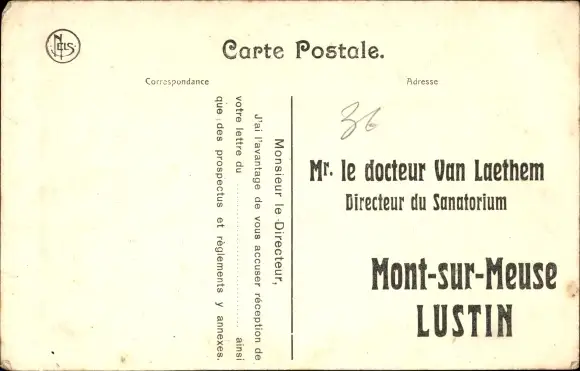 NELS
Carte Postale.
Correspondance
Adresse
Monsieur le Directeur,
J'ai l'avantage de vous accuser réception de
votre lettre du .................... ainsi
que des prospectus et règlements y annexés.
36
Mr. le docteur Van Laethem
Directeur du Sanatorium
Mont-sur-Meuse
LUSTIN